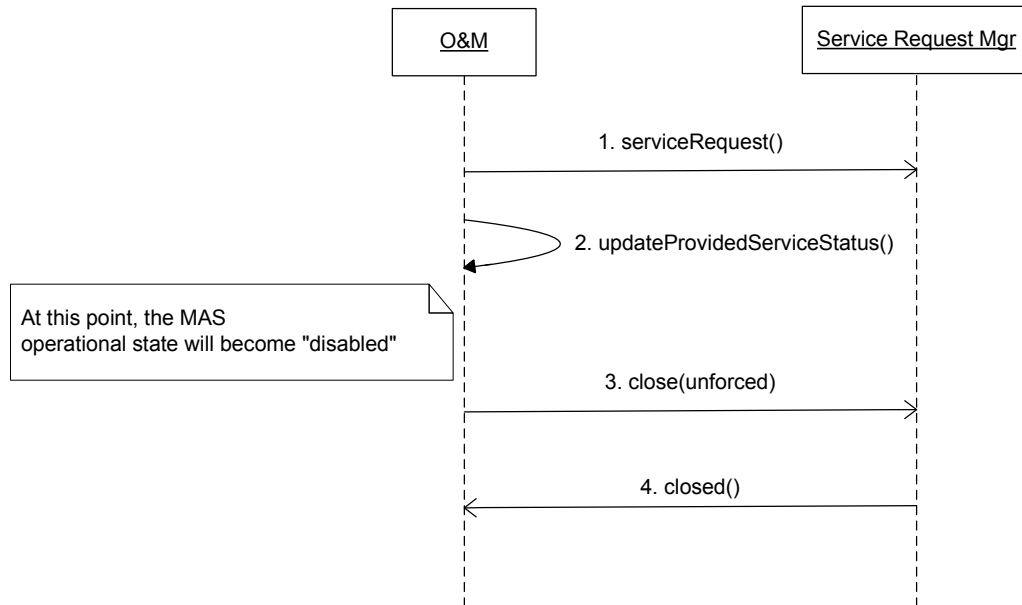 O&M
Service Request Mgr
1. serviceRequest()
2. updateProvidedServiceStatus()
At this point, the MAS
operational state will become "disabled"
3. close(unforced)
4. closed()